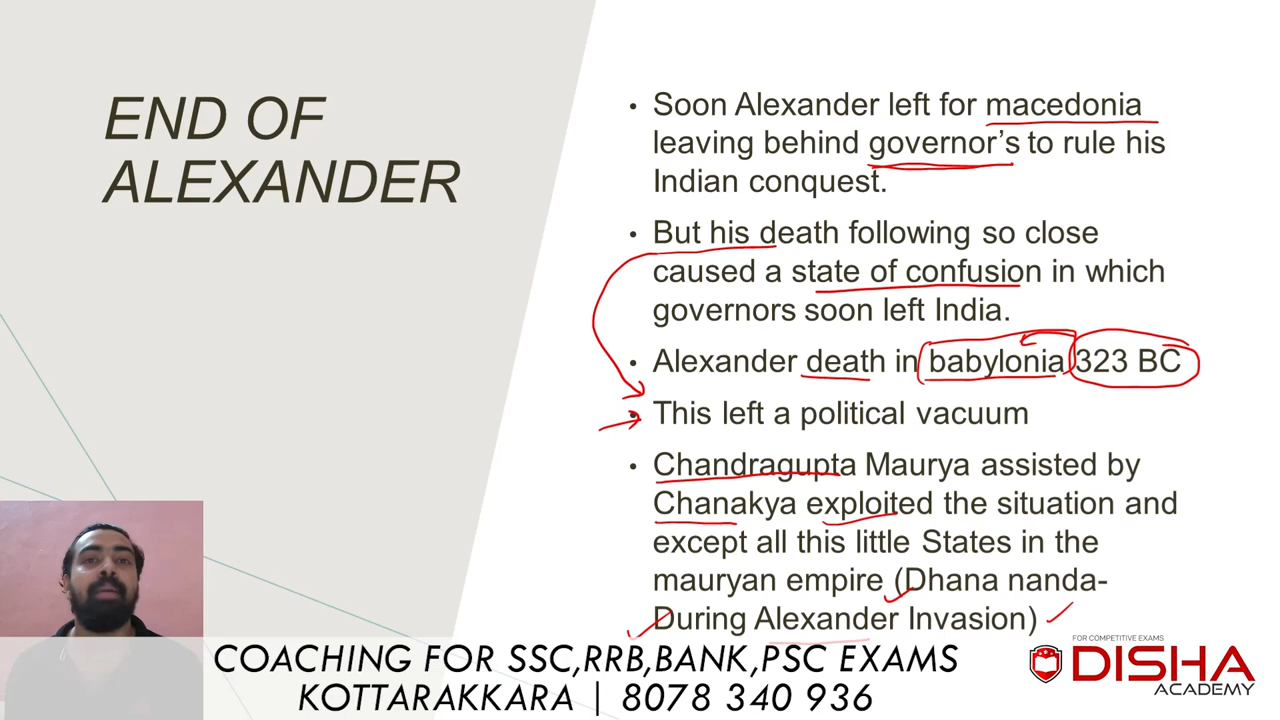 END OF
ALEXANDER
• Soon Alexander left for macedonia
leaving behind governor's to rule his
Indian conquest.
• But his death following so close
caused a state of confusion in which
governors soon left India.
• Alexander death in babylonia 323 BC
• This left a political vacuum
• Chandragupta Maurya assisted by
Chanakya exploited the situation and
except all this little States in the
mauryan empire (Dhana nanda-
During Alexander Invasion)
COACHING FOR SSC,RRB,BANK,PSC EXAMS
KOTTARAKKARA | 8078 340 936
FOR COMPETITIVE EXAMS
DISHA
ACADEMY